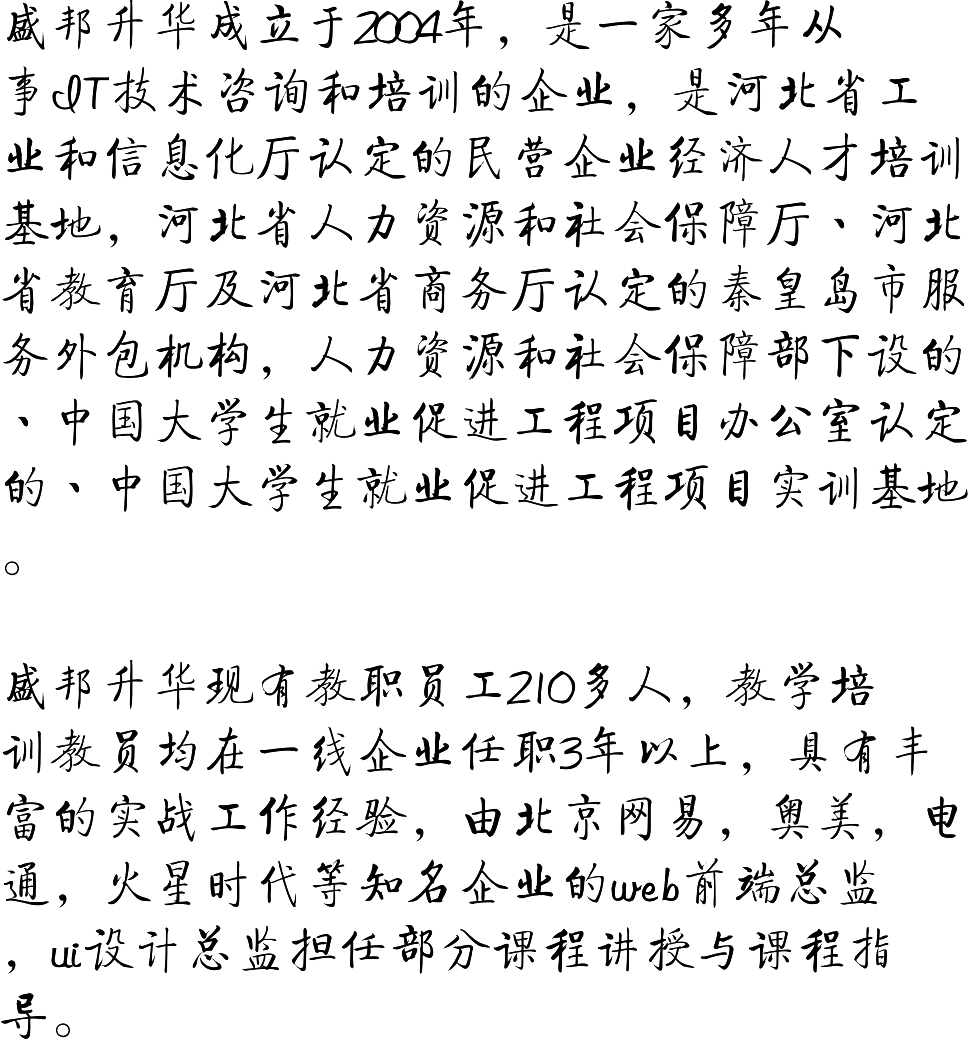 盛邦升华成立于2004年，是一家多年从
事IT技术咨询和培训的企业，是河北省工
业和信息化厅认定的民营企业经济人才培训
基地，河北省人力资源和社会保障厅、河北
省教育厅及河北省商务厅认定的秦皇岛市服
务外包机构，人力资源和社会保障部下设的
、中国大学生就业促进工程项目办公室认定
的、中国大学生就业促进工程项目实训基地
。
盛邦升华现有教职员工210多人，教学培
训教员均在一线企业任职3年以上，具有丰
富的实战工作经验，由北京网易，奥美，电
通，火星时代等知名企业的web前端总监
，ui设计总监担任部分课程讲授与课程指
导。